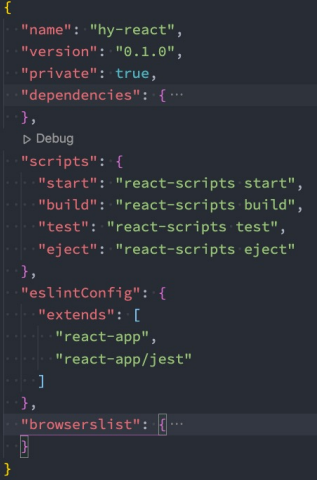 {
  "name": "hy-react",
  "version": "0.1.0",
  "private": true,
  "dependencies": { ···
  },
  ▷ Debug
  "scripts": {
    "start": "react-scripts start",
    "build": "react-scripts build",
    "test": "react-scripts test",
    "eject": "react-scripts eject"
  },
  "eslintConfig": {
    "extends": [
      "react-app",
      "react-app/jest"
    ]
  },
  "browserslist": { ···
  }
}